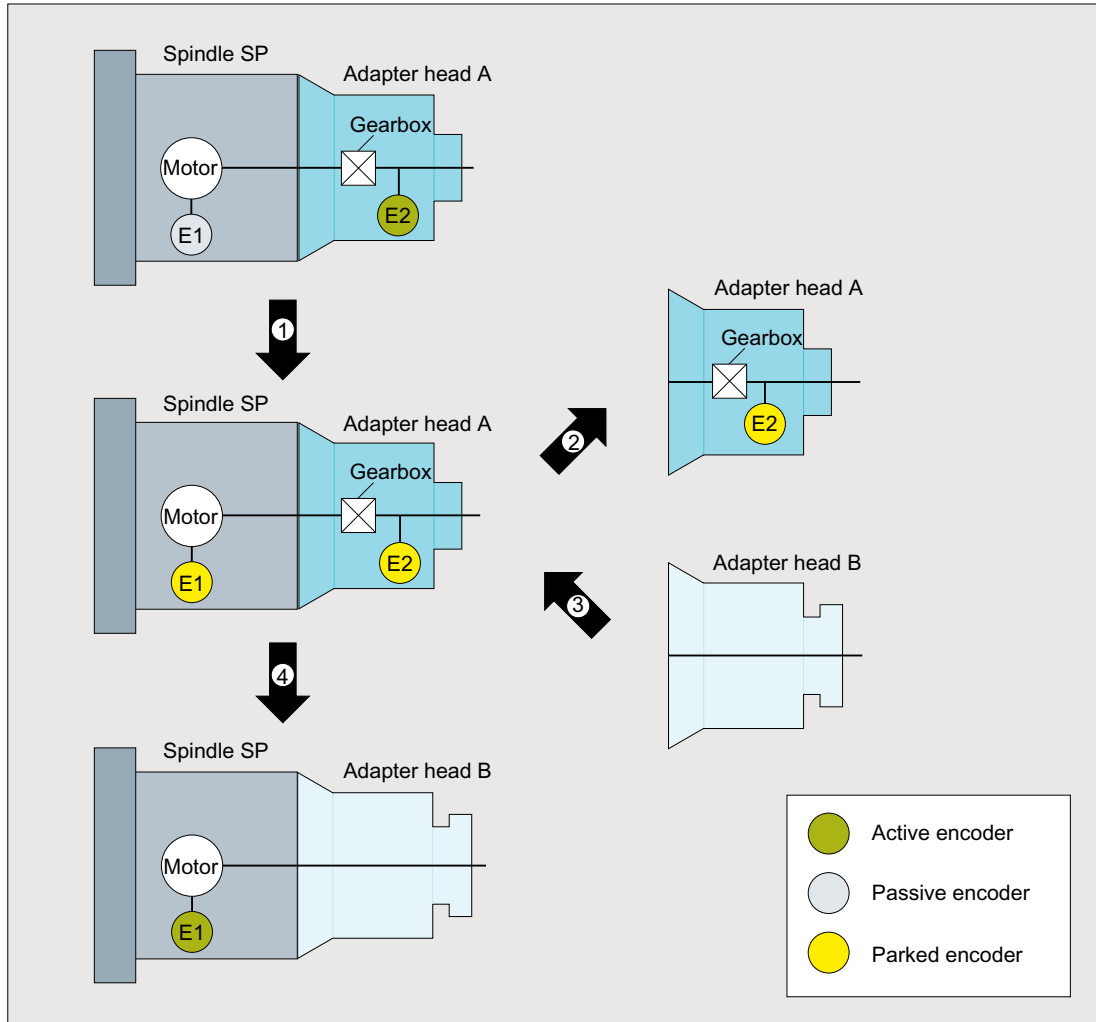 Spindle SP
Adapter head A
Gearbox
Motor
E1
E2
1
Adapter head A
Gearbox
E2
2
Spindle SP
Adapter head A
Gearbox
Motor
E1
E2
3
Adapter head B
4
Spindle SP
Adapter head B
Motor
E1
Active encoder
Passive encoder
Parked encoder